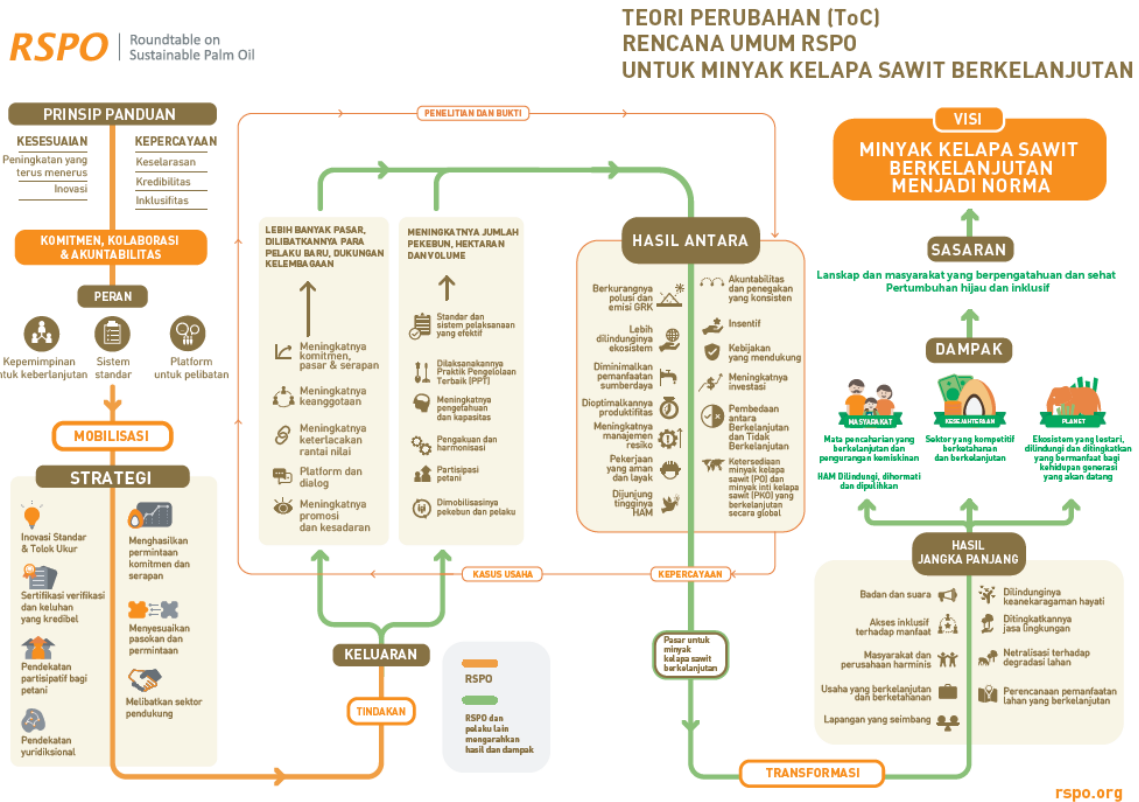 RSPO
Roundtable on
Sustainable Palm Oil
TEORI PERUBAHAN (ToC)
RENCANA UMUM RSPO
UNTUK MINYAK KELAPA SAWIT BERKELANJUTAN
PRINSIP PANDUAN
KESESUAIAN
Peningkatan yang
terus menerus
Inovasi
KEPERCAYAAN
Keselarasan
Kredibilitas
Inklusifitas
KOMITMEN, KOLABORASI
& AKUNTABILITAS
PERAN
Kepemimpinan
ntuk keberlanjutan
Sistem
standar
Platform
untuk pelibatan
MOBILISASI
STRATEGI
Inovasi Standar
& Tolok Ukur
Sertifikasi verifikasi
dan keluhan
yang kredibel
Pendekatan
partisipatif bagi
petani
Pendekatan
yuridiksional
Menghasilkan
permintaan
komitmen dan
serapan
Menyesuaikan
pasokan dan
permintaan
Melibatkan sektor
pendukung
PENELITIAN DAN BUKTI
LEBIH BANYAK PASAR,
DILIBATKANNYA PARA
PELAKU BARU, DUKUNGAN
KELEMBAGAAN
Meningkatnya
komitmen,
pasar & serapan
Meningkatnya
keanggotaan
Meningkatnya
keterlacakan
rantai nilai
Platform dan
dialog
Meningkatnya
promosi
dan kesadaran
MENINGKATNYA JUMLAH
PEKEBUN, HEKTARAN
DAN VOLUME
Standar dan
sistem pelaksanaan
yang efektif
Dilaksanakannya
Praktik Pengelolaan
Terbaik (PPT)
Meningkatnya
pengetahuan
dan kapasitas
Pengakuan dan
harmonisasi
Partisipasi
petani
Dimobilisasinya
pekebun dan pelaku
KASUS USAHA
KEPERCAYAAN
KELUARAN
TINDAKAN
RSPO
RSPO dan
pelaku lain
mengarahkan
hasil dan dampak
HASIL ANTARA
Berkurangnya
polusi dan
emisi GRK
Lebih
dilindunginya
ekosistem
Diminimalkan
pemanfaatan
sumberdaya
Dioptimalkannya
produktifitas
Meningkatnya
manajemen
resiko
Pekerjaan
yang aman
dan layak
Dijunjung
tingginya
HAM
Akuntabilitas
dan penegakan
yang konsisten
Insentif
Kebijakan
yang mendukung
Meningkatnya
investasi
Pembedaan
antara
Berkelanjutan
dan Tidak
Berkelanjutan
Ketersediaan
minyak kelapa
sawit (PO) dan
minyak inti kelapa
sawit (PKO) yang
berkelanjutan
secara global
Pasar untuk
minyak
kelapa sawit
berkelanjutan
TRANSFORMASI
VISI
MINYAK KELAPA SAWIT
BERKELANJUTAN
MENJADI NORMA
SASARAN
Lanskap dan masyarakat yang berpengatahuan dan sehat
Pertumbuhan hijau dan inklusif
DAMPAK
MASYARAKAT
Mata pencaharian yang
berkelanjutan dan
pengurangan kemiskinan
HAM Dilindungi, dihormati
dan dipulihkan
KESEJAHTERAAN
Sektor yang kompetitif
berketahanan
dan berkelanjutan
PLANET
Ekosistem yang lestari,
dilindungi dan ditingkatkan
yang bermanfaat bagi
kehidupan generasi
yang akan datang
HASIL
JANGKA PANJANG
Badan dan suara
Akses inklusif
terhadap manfaat
Masyarakat dan
perusahaan harminis
Usaha yang berkelanjutan
dan berketahanan
Lapangan yang seimbang
Dilindunginya
keanekaragaman hayati
Ditingkatkannya
jasa lingkungan
Netralisasi terhadap
degradasi lahan
Perencanaan pemanfaatan
lahan yang berkelanjutan
rspo.org